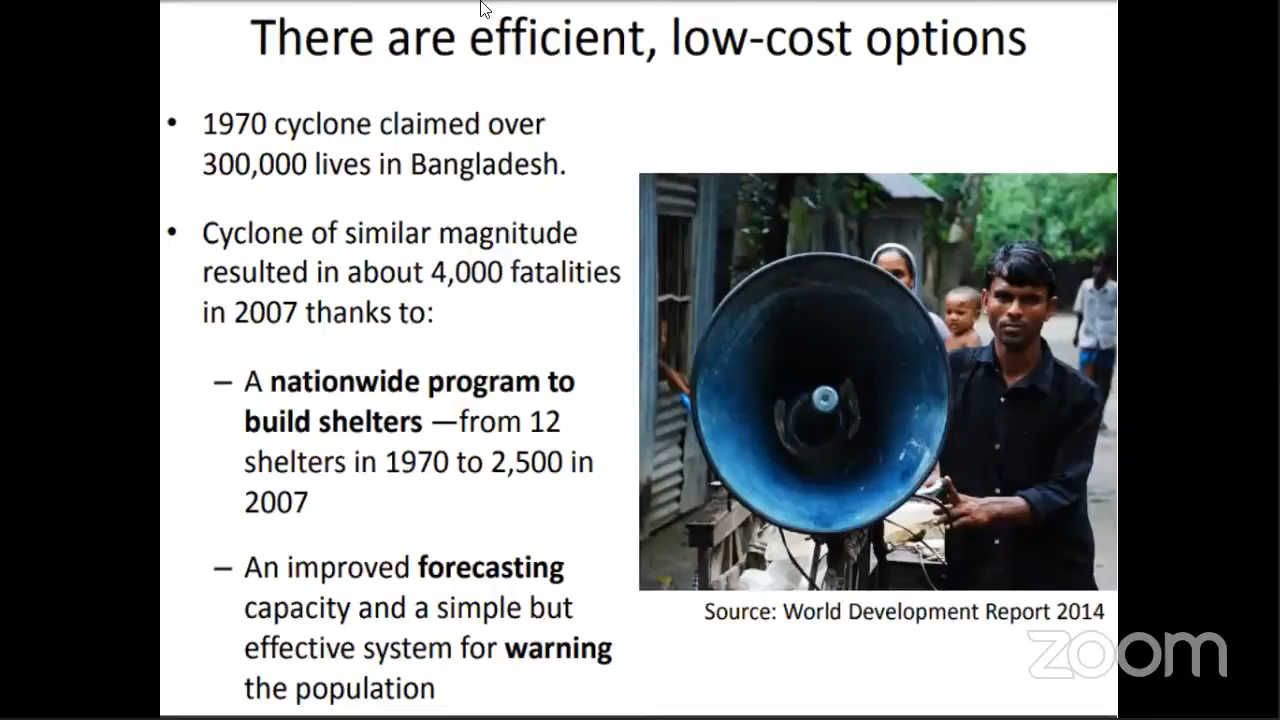 There are efficient, low-cost options
• 1970 cyclone claimed over
300,000 lives in Bangladesh.
• Cyclone of similar magnitude
resulted in about 4,000 fatalities
in 2007 thanks to:
– A nationwide program to
build shelters —from 12
shelters in 1970 to 2,500 in
2007
– An improved forecasting
capacity and a simple but
effective system for warning
the population
Source: World Development Report 2014
zoom